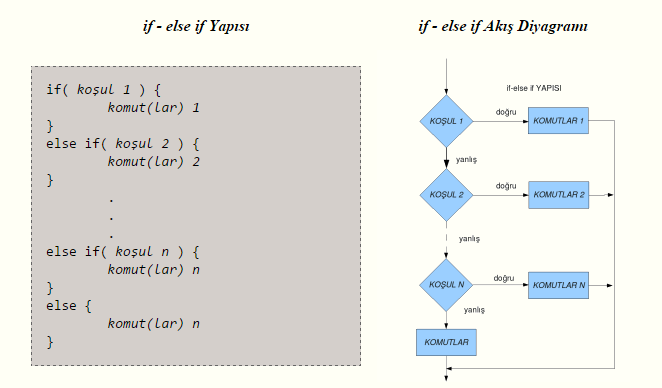 if - else if Yapısı
if( koşul 1 ) {
komut(lar) 1
}
else if( koşul 2 ) {
komut(lar) 2
}
.
.
.
else if( koşul n ) {
komut(lar) n
}
else {
komut(lar) n
}
if - else if Akış Diyagramı
if-else if YAPISI
KOŞUL 1
doğru
KOMUTLAR 1
yanlış
KOŞUL 2
doğru
KOMUTLAR 2
yanlış
KOŞUL N
doğru
KOMUTLAR N
yanlış
KOMUTLAR